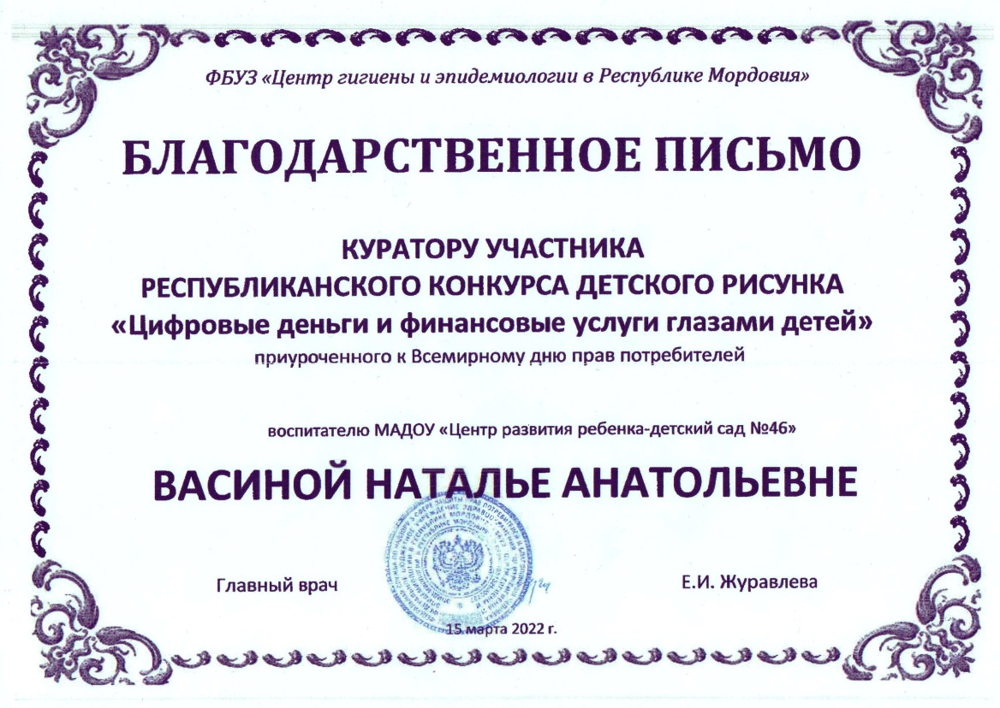 ФБУЗ «Центр гигиены и эпидемиологии в Республике Мордовия»
БЛАГОДАРСТВЕННОЕ ПИСЬМО
КУРАТОРУ УЧАСТНИКА
РЕСПУБЛИКАНСКОГО КОНКУРСА ДЕТСКОГО РИСУНКА
«Цифровые деньги и финансовые услуги глазами детей»
приуроченного к Всемирному дню прав потребителей
воспитателю МАДОУ «Центр развития ребенка-детский сад №46»
ВАСИНОЙ НАТАЛЬЕ АНАТОЛЬЕВНЕ
Главный врач
Е.И. Журавлева
15 марта 2022 г.